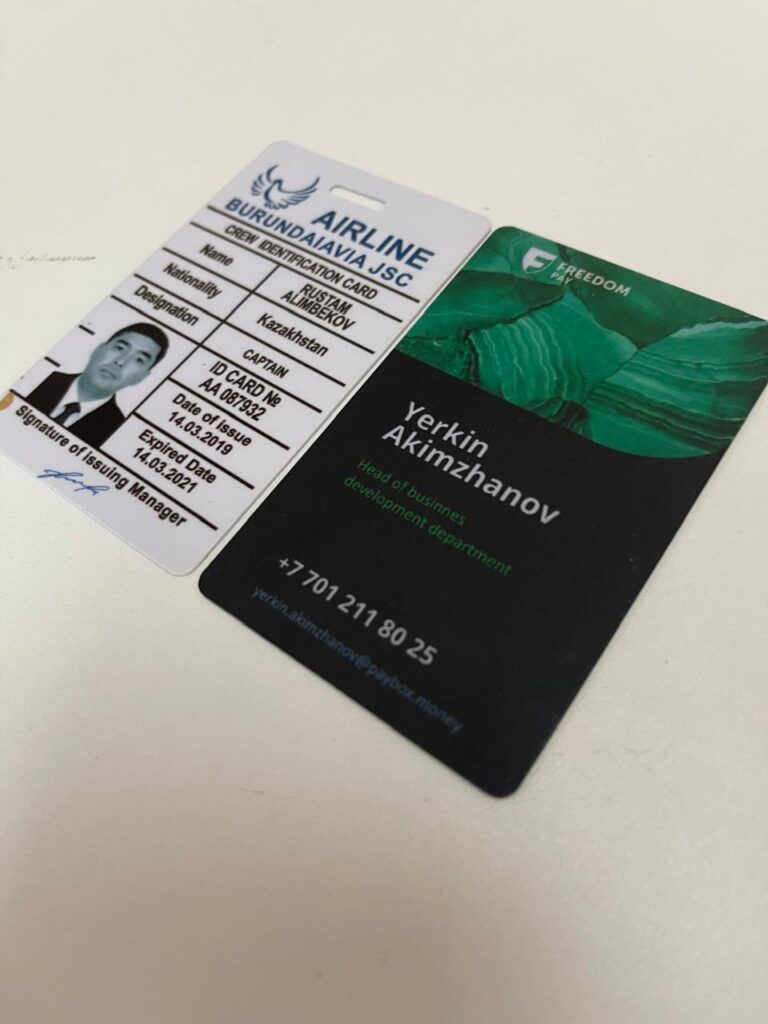 AIRLINE
BURUNDAIAVIA JSC
CREW IDENTIFICATION CARD
Name
RUSTAM
ALIMBEKOV
Nationality
Kazakhstan
Designation
CAPTAIN
ID CARD №
AA 087932
Date of Issue
14.03.2019
Expired Date
14.03.2021
Signature of issuing Manager
FREEDOM
PAY
Yerkin
Akimzhanov
Head of businnes
development department
+7 701 211 80 25
yerkin.akimzhanov@paybox.money